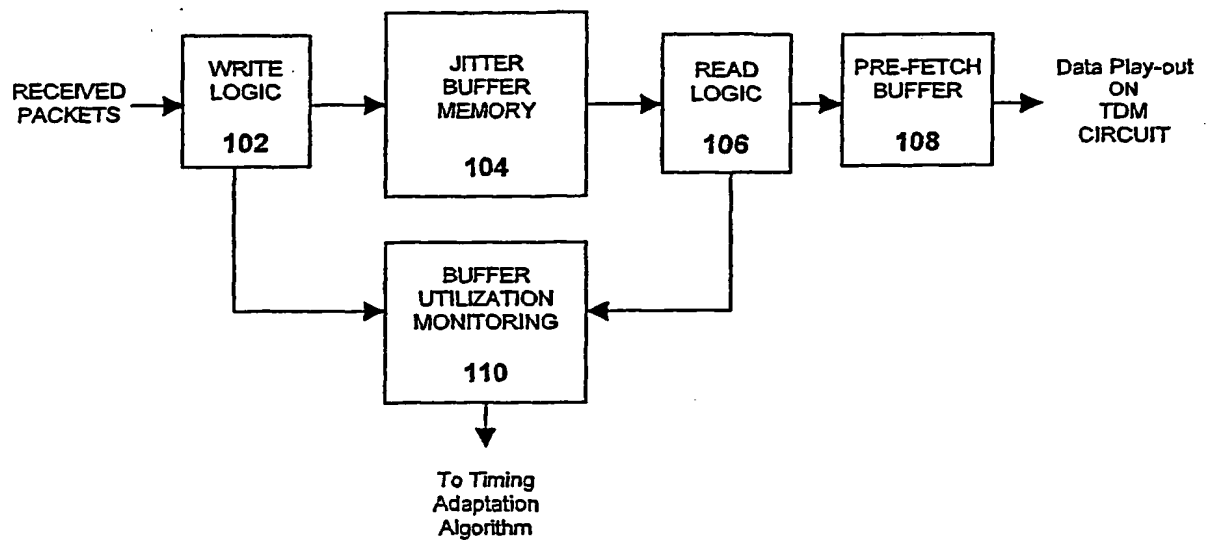 RECEIVED
PACKETS
WRITE
LOGIC
102
JITTER
BUFFER
MEMORY
104
READ
LOGIC
106
PRE-FETCH
BUFFER
108
Data Play-out
ON
TDM
CIRCUIT
BUFFER
UTILIZATION
MONITORING
110
To Timing
Adaptation
Algorithm